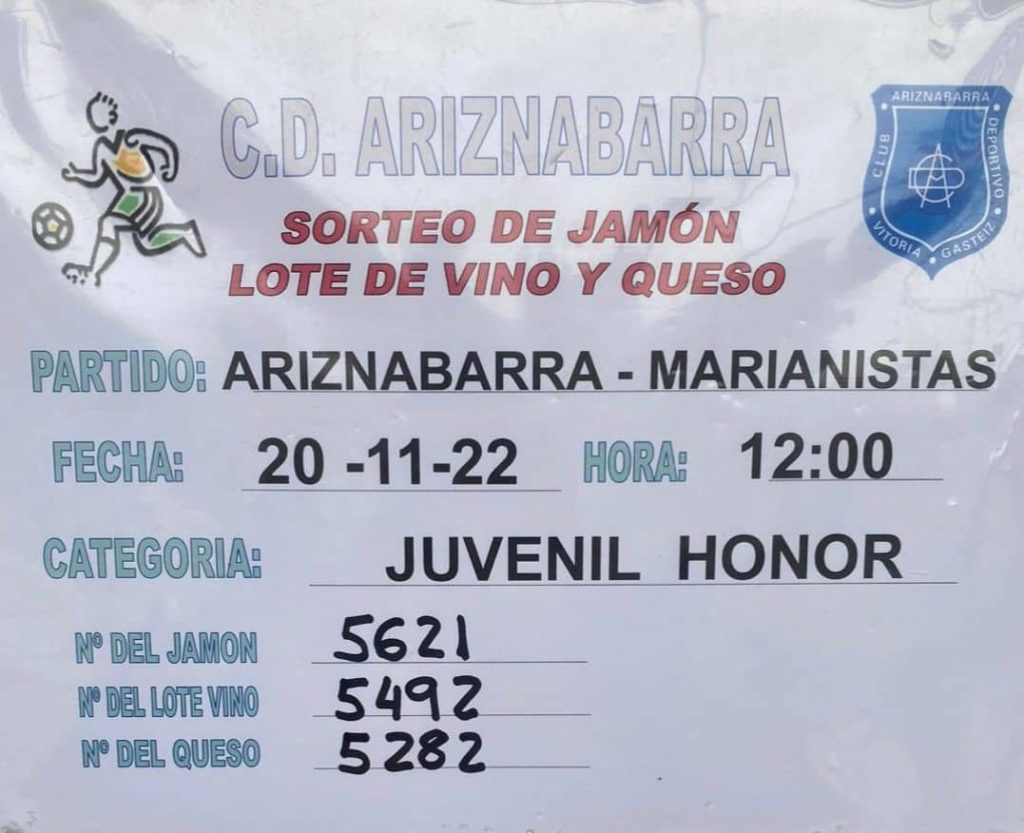 C.D. ARIZNABARRA
ARIZNABARRA
CLUB
DEPORTIVO
VITORIA • GASTEIZ
SORTEO DE JAMÓN
LOTE DE VINO Y QUESO
PARTIDO: ARIZNABARRA - MARIANISTAS
FECHA: 20 -11-22 HORA: 12:00
CATEGORIA: JUVENIL HONOR
Nº DEL JAMON 5621
Nº DEL LOTE VINO 5492
Nº DEL QUESO 5282